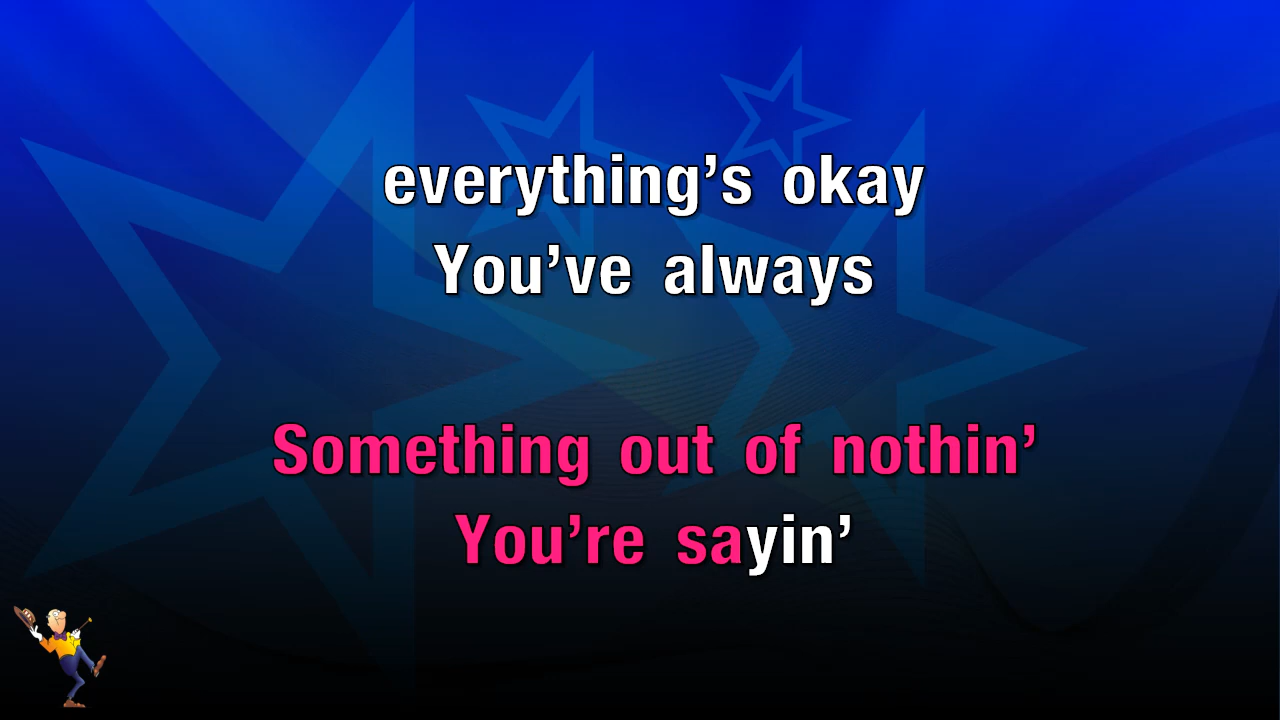 everything’s okay
You’ve always
Something out of nothin’
You’re sayin’